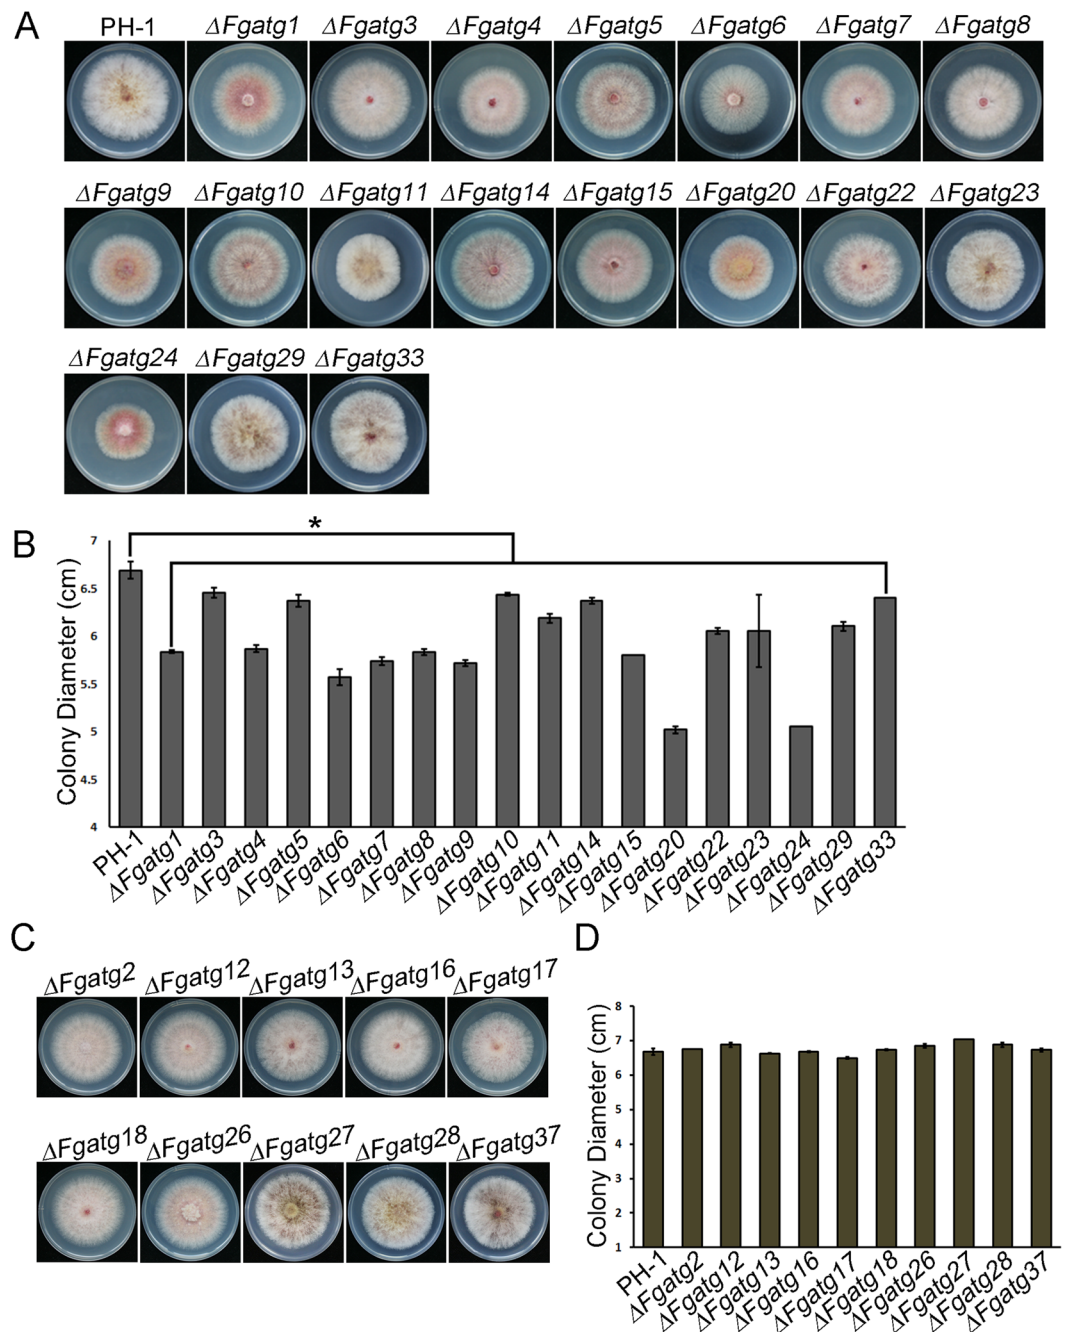 A
PH-1 ΔFgatg1 ΔFgatg3 ΔFgatg4 ΔFgatg5 ΔFgatg6 ΔFgatg7 ΔFgatg8
ΔFgatg9 ΔFgatg10 ΔFgatg11 ΔFgatg14 ΔFgatg15 ΔFgatg20 ΔFgatg22 ΔFgatg23
ΔFgatg24 ΔFgatg29 ΔFgatg33
B
*
Colony Diameter (cm)
7
6.5
6
5.5
5
4.5
4
PH-1 ΔFgatg1 ΔFgatg3 ΔFgatg4 ΔFgatg5 ΔFgatg6 ΔFgatg7 ΔFgatg8 ΔFgatg9 ΔFgatg10 ΔFgatg11 ΔFgatg14 ΔFgatg15 ΔFgatg20 ΔFgatg22 ΔFgatg23 ΔFgatg24 ΔFgatg29 ΔFgatg33
C
ΔFgatg2 ΔFgatg12 ΔFgatg13 ΔFgatg16 ΔFgatg17
ΔFgatg18 ΔFgatg26 ΔFgatg27 ΔFgatg28 ΔFgatg37
D
Colony Diameter (cm)
8
7
6
5
4
3
2
1
PH-1 ΔFgatg2 ΔFgatg12 ΔFgatg13 ΔFgatg16 ΔFgatg17 ΔFgatg18 ΔFgatg26 ΔFgatg27 ΔFgatg28 ΔFgatg37